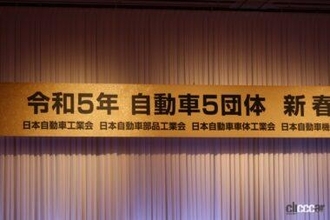 令和5年 自動車5団体 新春
日本自動車工業会 日本自動車部品工業会 日本自動車車体工業会 日本自動車機
clicccar